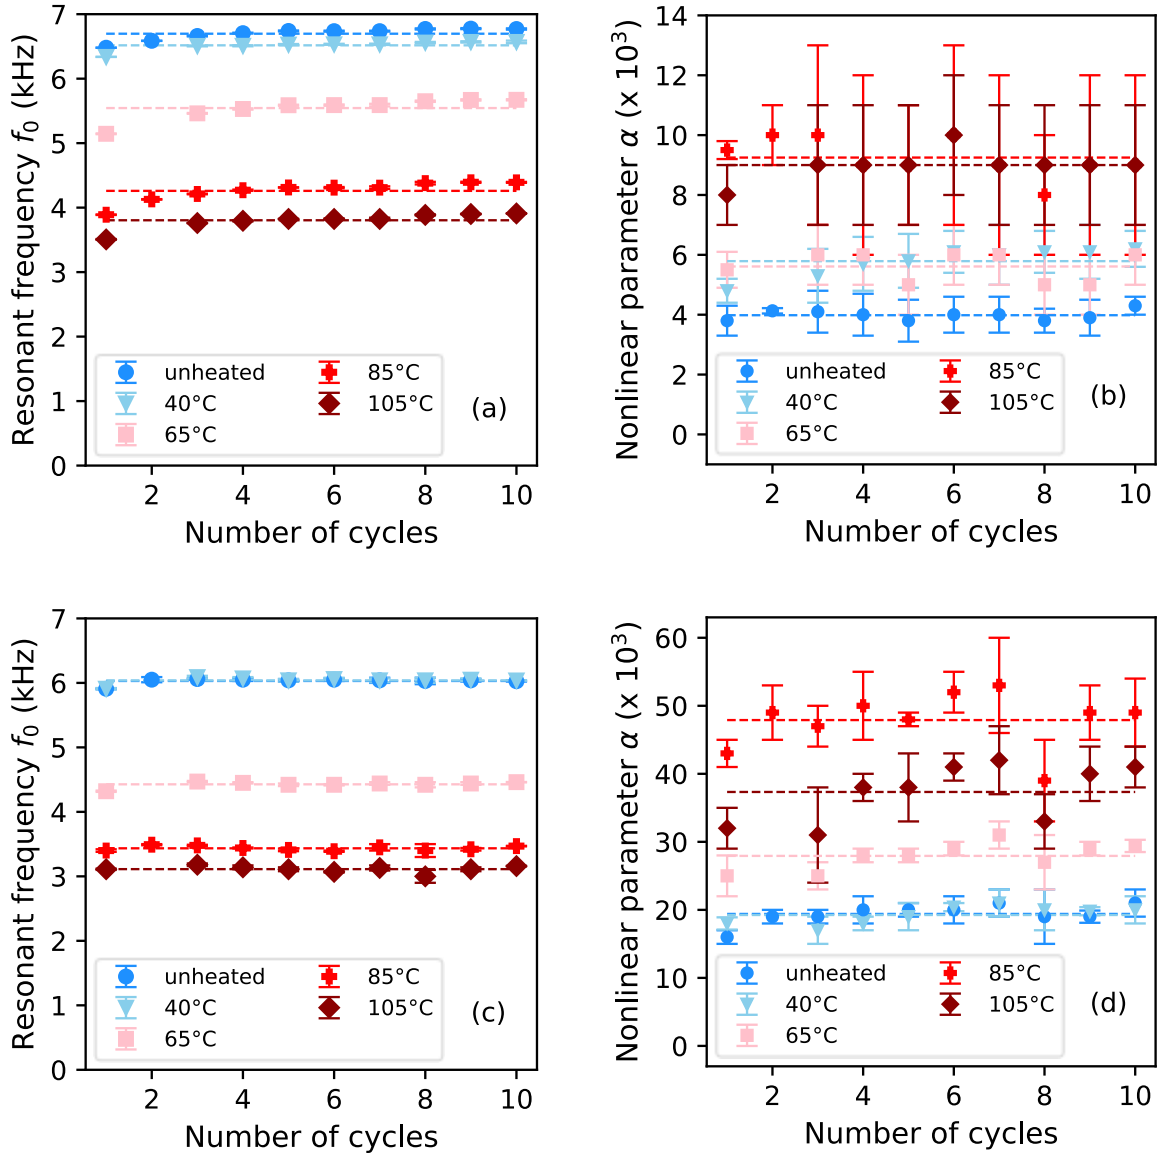 7
6
5
4
3
2
1
0
Resonant frequency f₀ (kHz)
unheated
40°C
65°C
85°C
105°C
(a)
2 4 6 8 10
Number of cycles
14
12
10
8
6
4
2
0
Nonlinear parameter α (x 10³)
unheated
40°C
65°C
85°C
105°C
(b)
2 4 6 8 10
Number of cycles
7
6
5
4
3
2
1
0
Resonant frequency f₀ (kHz)
unheated
40°C
65°C
85°C
105°C
(c)
2 4 6 8 10
Number of cycles
60
50
40
30
20
10
0
Nonlinear parameter α (x 10³)
unheated
40°C
65°C
85°C
105°C
(d)
2 4 6 8 10
Number of cycles